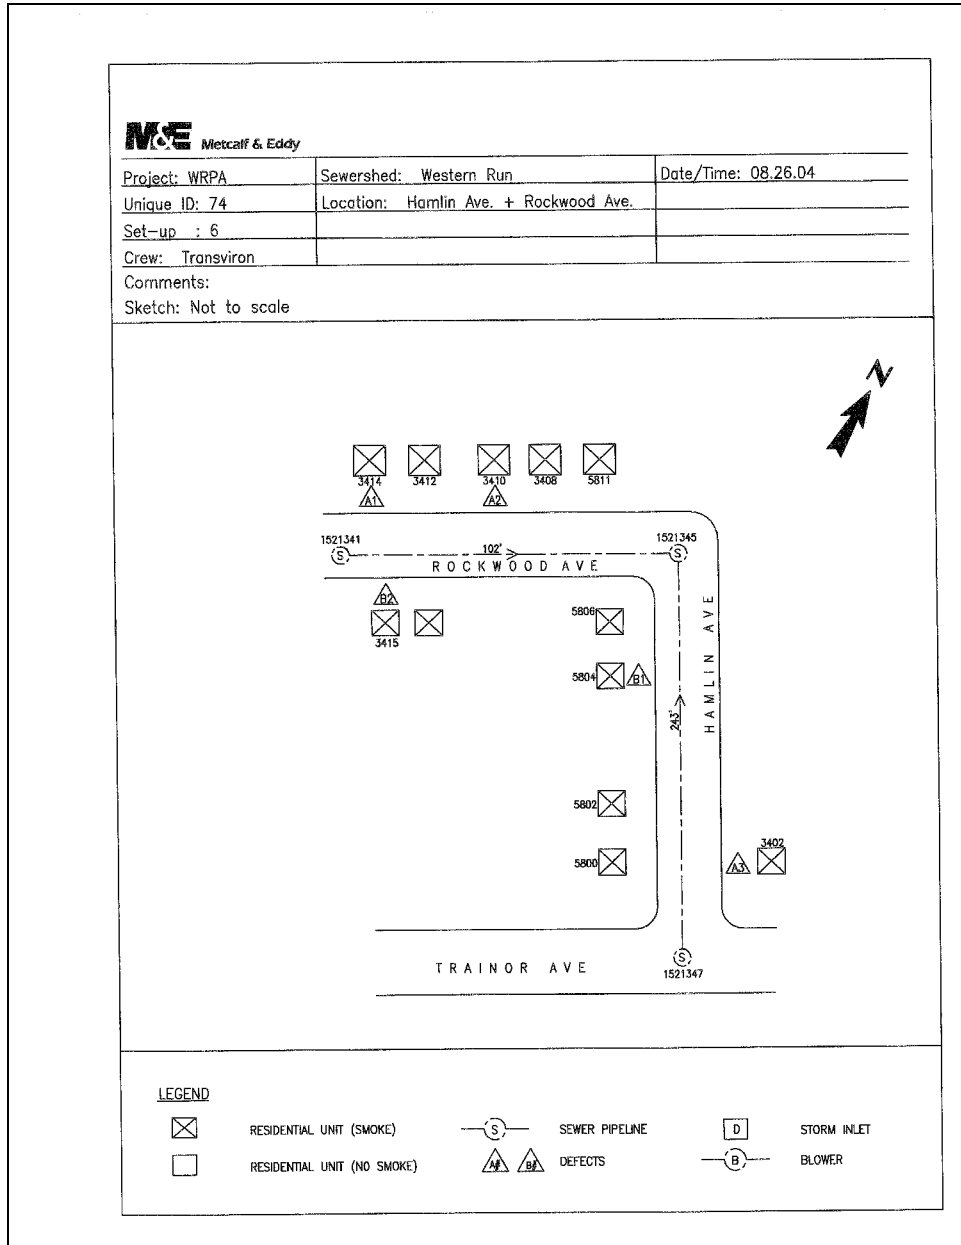 M&E Metcalf & Eddy
Project: WRPA Sewershed: Western Run Date/Time: 08.26.04
Unique ID: 74 Location: Hamlin Ave. + Rockwood Ave.
Set-up : 6
Crew: Transviron
Comments:
Sketch: Not to scale
N
3414 3412 3410 3408 5811
A1 A2
1521341 1521345
S 102' S
ROCKWOOD AVE
B2
3415
5806
HAMLIN AVE
5804 B1
243'
5802
3402
5800 A3
S
TRAINOR AVE
1521347
LEGEND
RESIDENTIAL UNIT (SMOKE) S SEWER PIPELINE D STORM INLET
RESIDENTIAL UNIT (NO SMOKE) A# B# DEFECTS B BLOWER